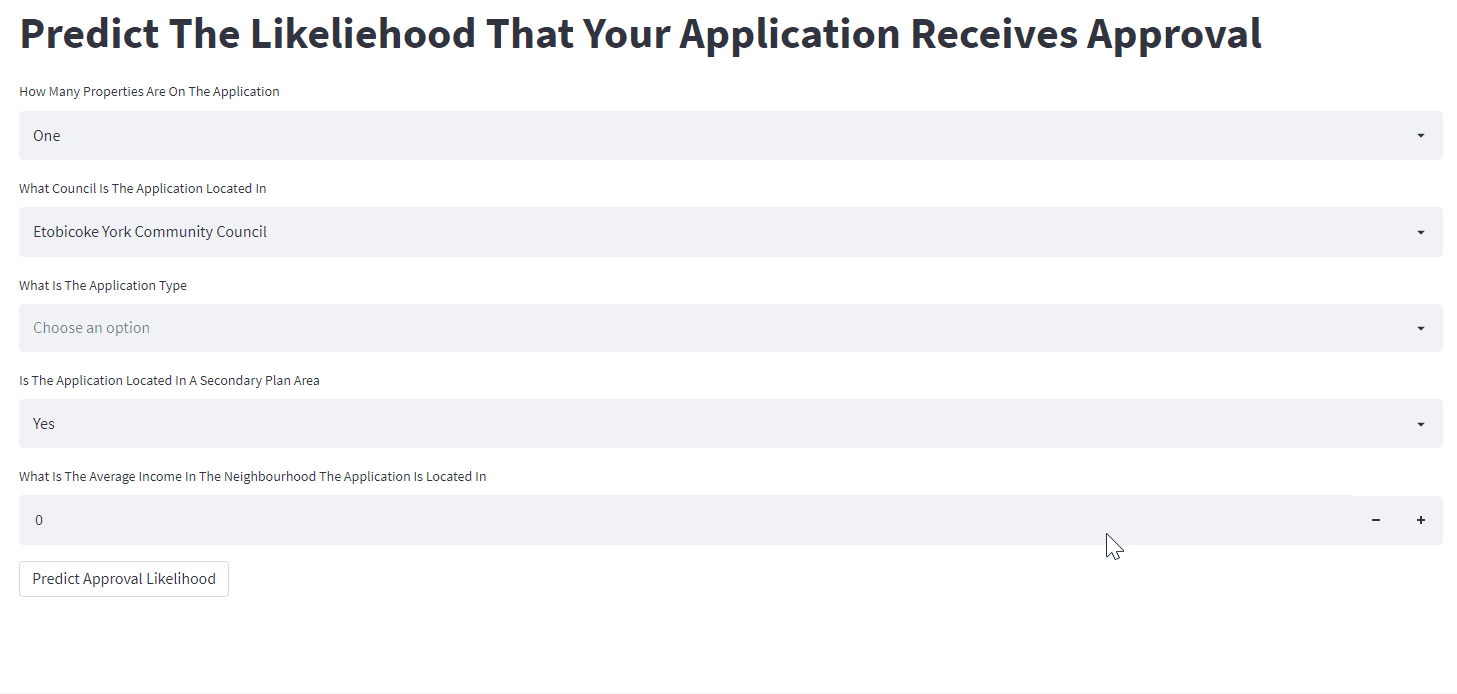 Predict The Likeliehood That Your Application Receives Approval
How Many Properties Are On The Application
One
What Council Is The Application Located In
Etobicoke York Community Council
What Is The Application Type
Choose an option
Is The Application Located In A Secondary Plan Area
Yes
What Is The Average Income In The Neighbourhood The Application Is Located In
0
Predict Approval Likelihood